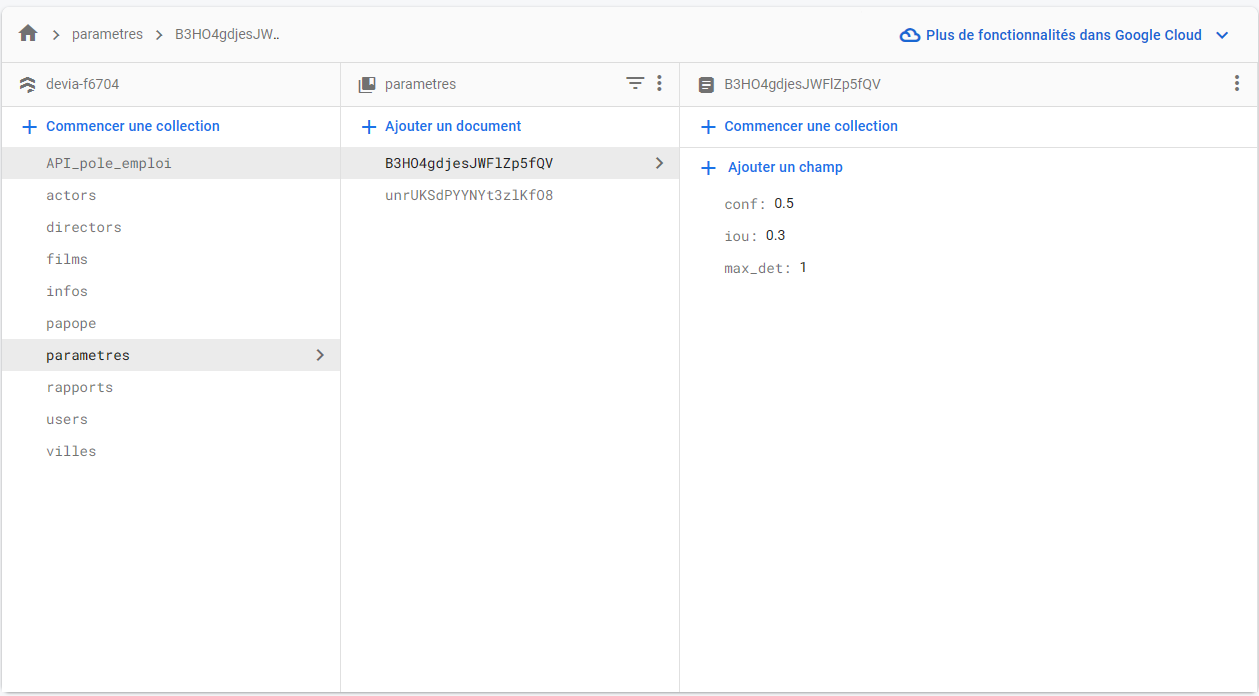 parametres
B3HO4gdjesJW..
Plus de fonctionnalités dans Google Cloud
devia-f6704
parametres
B3HO4gdjesJWFlZp5fQV
Commencer une collection
Ajouter un document
Commencer une collection
API_pole_emploi
actors
directors
films
infos
papope
parametres
rapports
users
villes
B3HO4gdjesJWFlZp5fQV
unrUKSdPYYNYt3zlKfO8
Ajouter un champ
conf: 0.5
iou: 0.3
max_det: 1